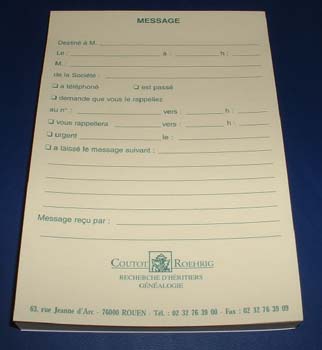 MESSAGE
Destiné à M.
Le : à : h :
M. :
de la Société :
❑ a téléphoné ❑ est passé
❑ demande que vous le rappeliez
au n° : vers : h :
❑ vous rappellera vers : h :
❑ urgent le :
❑ a laissé le message suivant :
Message reçu par :
COUTOT ROEHRIG
RECHERCHE D'HÉRITIERS
GÉNÉALOGIE
63, rue Jeanne d'Arc - 76000 ROUEN - Tél. : 02 32 76 39 00 - Fax : 02 32 76 39 09